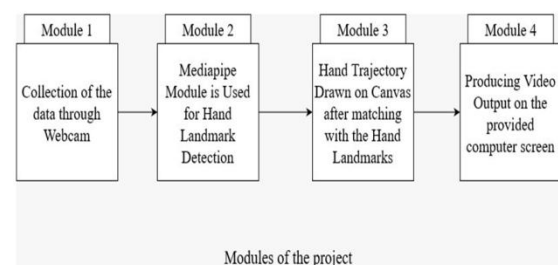 Module 1
Collection of the
data through
Webcam
Module 2
Mediapipe
Module is Used
for Hand
Landmark
Detection
Module 3
Hand Trajectory
Drawn on Canvas
after matching
with the Hand
Landmarks
Module 4
Producing Video
Output on the
provided
computer screen
Modules of the project